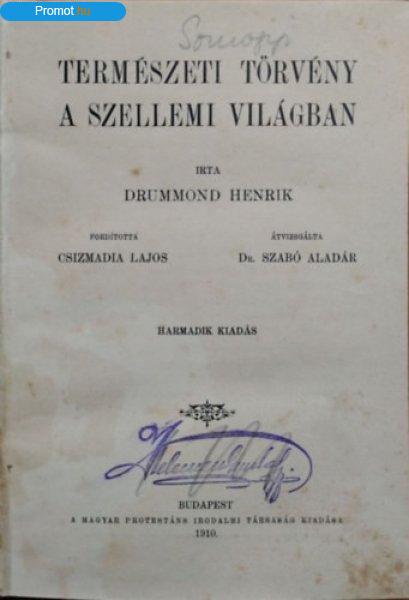 Promot.hu
Somogyi
TERMÉSZETI TÖRVÉNY
A SZELLEMI VILÁGBAN
IRTA
DRUMMOND HENRIK
FORDÍTOTTA
CSIZMADIA LAJOS
ÁTVIZSGÁLTA
DR. SZABÓ ALADÁR
HARMADIK KIADÁS
BUDAPEST
A MAGYAR PROTESTÁNS IRODALMI TÁRSASÁG KIADÁSA
1910.